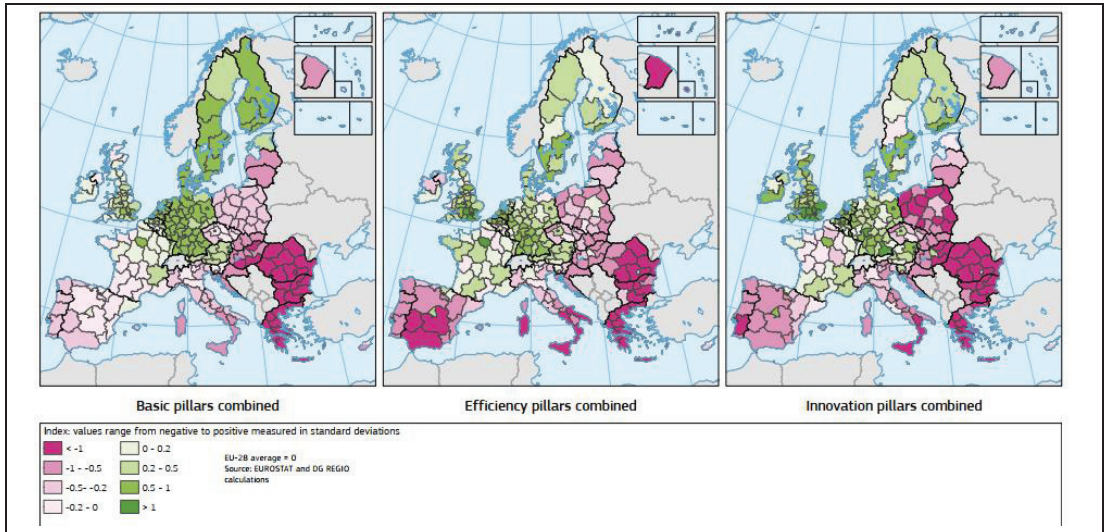 Basic pillars combined
Efficiency pillars combined
Innovation pillars combined
Index: values range from negative to positive measured in standard deviations
< -1
-1 - -0.5
-0.5- -0.2
-0.2 - 0
0 - 0.2
0.2 - 0.5
0.5 - 1
> 1
EU-28 average = 0
Source: EUROSTAT and DG REGIO
calculations